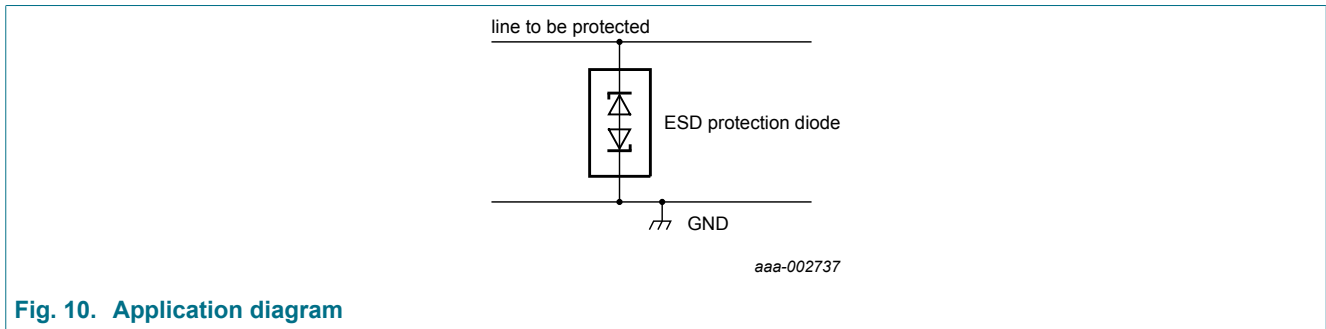 line to be protected
ESD protection diode
GND
aaa-002737
Fig. 10. Application diagram